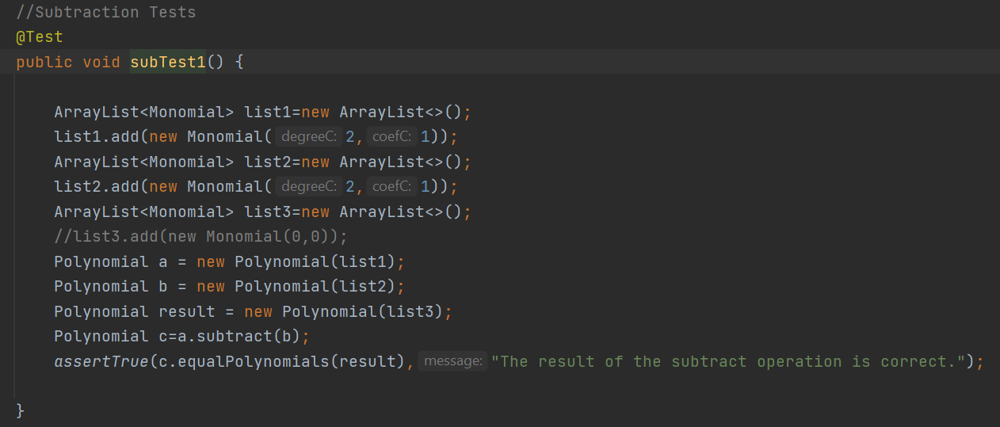 //Subtraction Tests
@Test
public void subTest1() {
ArrayList<Monomial> list1=new ArrayList<>();
list1.add(new Monomial( degreeC: 2, coefC: 1));
ArrayList<Monomial> list2=new ArrayList<>();
list2.add(new Monomial( degreeC: 2, coefC: 1));
ArrayList<Monomial> list3=new ArrayList<>();
//list3.add(new Monomial(0,0));
Polynomial a = new Polynomial(list1);
Polynomial b = new Polynomial(list2);
Polynomial result = new Polynomial(list3);
Polynomial c=a.subtract(b);
assertTrue(c.equalPolynomials(result), message: "The result of the subtract operation is correct.");
}